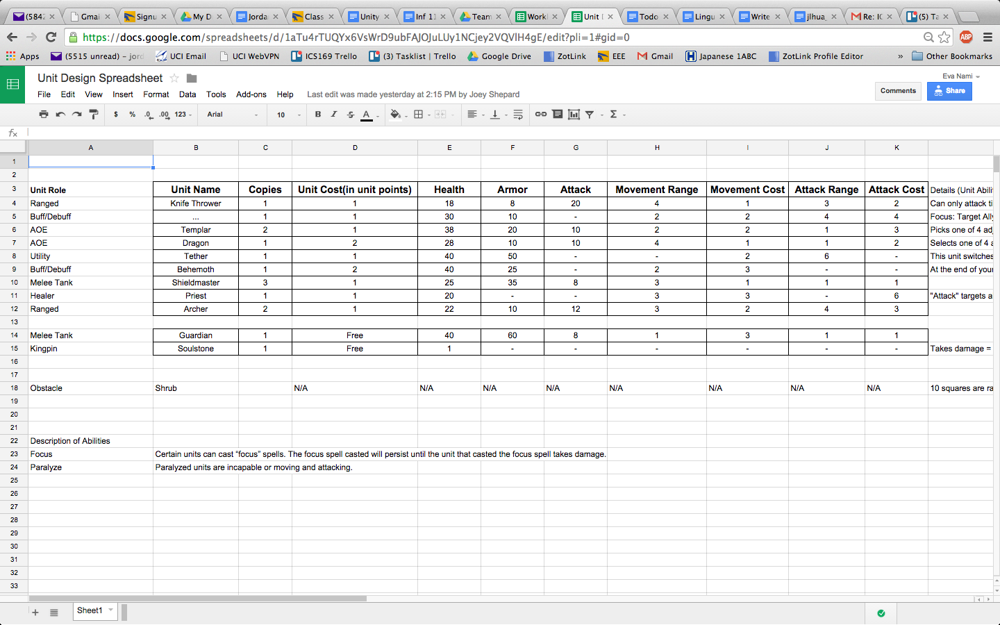 (584: Gmai Signu My D Jorda Class Unity Inf 1 Team Work Unit Todo Lingu Write jlhua Re: IC (5) Ta
https://docs.google.com/spreadsheets/d/1aTu4rTUQYx6VsWrD9ubFAJOJuLUy1NCjey2VQVlH4gE/edit?pli=1#gid=0 ABP
Apps (5515 unread) - jord UCI Email UCI WebVPN ICS169 Trello (3) Tasklist | Trello Google Drive ZotLink EEE Gmail Japanese 1ABC ZotLink Profile Editor » Other Bookmarks
Unit Design Spreadsheet Eva Nami
File Edit View Insert Format Data Tools Add-ons Help Last edit was made yesterday at 2:15 PM by Joey Shepard Comments Share
$ % .0 .00 123 Arial 10 B I S A Σ
fx
A B C D E F G H I J K
1
2
3 Unit Role Unit Name Copies Unit Cost(in unit points) Health Armor Attack Movement Range Movement Cost Attack Range Attack Cost Details (Unit Abili
4 Ranged Knife Thrower 1 1 18 8 20 4 1 3 2 Can only attack ti
5 Buff/Debuff ... 1 1 30 10 - 2 2 4 4 Focus: Target Ally
6 AOE Templar 2 1 38 20 10 2 2 1 3 Picks one of 4 ad
7 AOE Dragon 1 2 28 10 10 4 1 1 2 Selects one of 4 a
8 Utility Tether 1 1 40 50 - - 2 6 - This unit switches
9 Buff/Debuff Behemoth 1 2 40 25 - 2 3 - - At the end of your
10 Melee Tank Shieldmaster 3 1 25 35 8 3 1 1 1
11 Healer Priest 1 1 20 - - 3 3 - 6 "Attack" targets a
12 Ranged Archer 2 1 22 10 12 3 2 4 3
13
14 Melee Tank Guardian 1 Free 40 60 8 1 3 1 1
15 Kingpin Soulstone 1 Free 1 - - - - - - Takes damage =
16
17
18 Obstacle Shrub N/A N/A N/A N/A N/A N/A N/A N/A 10 squares are ra
19
20
21
22 Description of Abilities
23 Focus Certain units can cast “focus” spells. The focus spell casted will persist until the unit that casted the focus spell takes damage.
24 Paralyze Paralyzed units are incapable or moving and attacking.
25
26
27
28
29
30
31
32
33
+ Sheet1